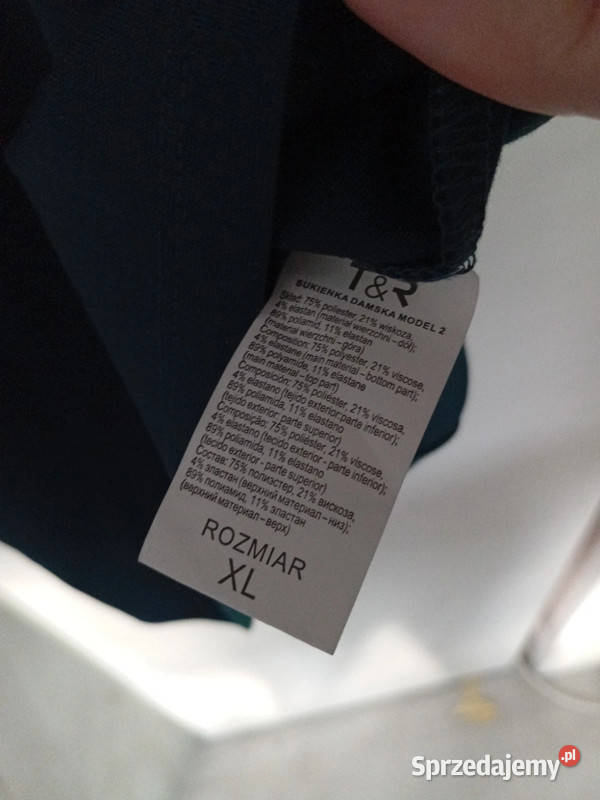 T&R
SUKIENKA DAMSKA MODEL 2
Skład: 75% poliester, 21% wiskoza,
4% elastan (materiał wierzchni – dół);
89% poliamid, 11% elastan
(materiał wierzchni – góra)
Composition: 75% polyester, 21% viscose,
4% elastane (main material – bottom part);
89% polyamide, 11% elastane
(main material – top part)
Composición: 75% poliéster, 21% viscosa,
4% elastano (tejido exterior: parte inferior);
89% poliamida, 11% elastano
(tejido exterior: parte superior)
Composição: 75% poliéster, 21% viscose,
4% elastano (tecido exterior - parte inferior);
89% poliamida, 11% elastano
(tecido exterior - parte superior)
Состав: 75% полиэстер, 21% вискоза,
4% эластан (верхний материал – низ);
89% полиамид, 11% эластан
(верхний материал – верх)
ROZMIAR
XL
Sprzedajemy.pl